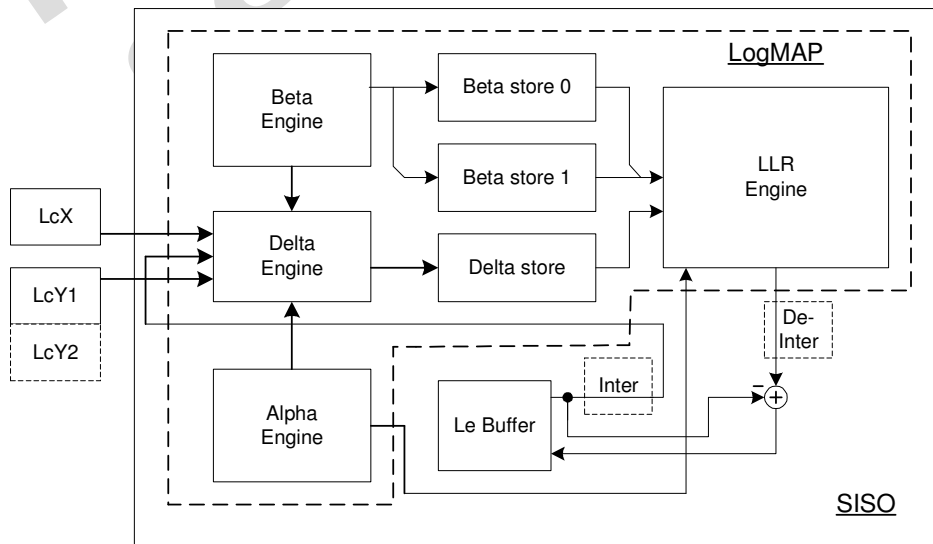 LogMAP
Beta
Engine
Beta store 0
Beta store 1
LLR
Engine
LcX
Delta
Engine
Delta store
LcY1
LcY2
De-
Inter
Inter
–
+
Alpha
Engine
Le Buffer
SISO